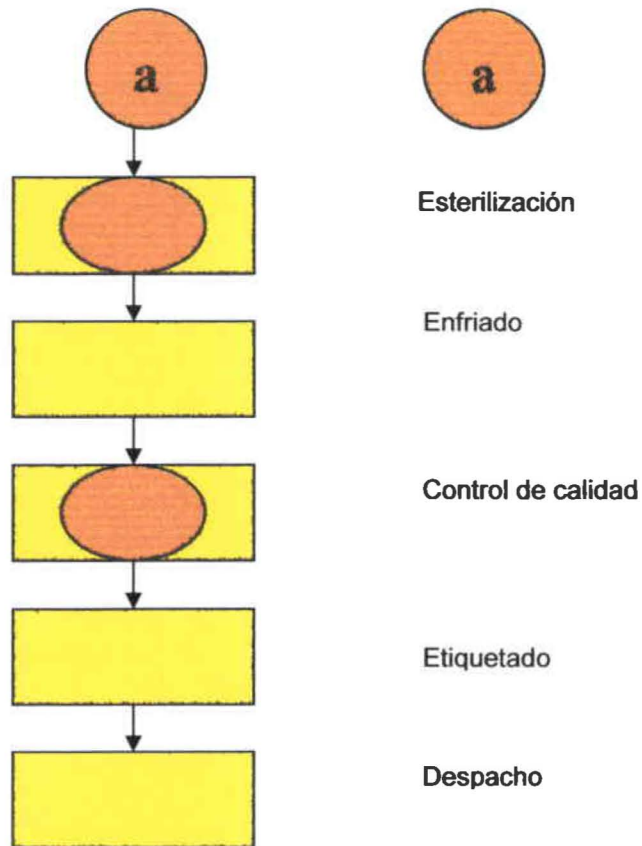 a
a
Esterilización
Enfriado
Control de calidad
Etiquetado
Despacho